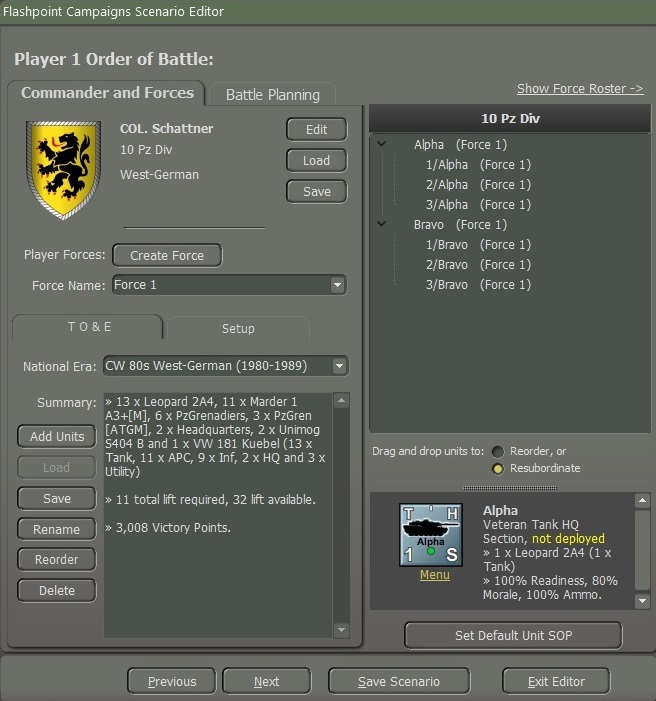 Flashpoint Campaigns Scenario Editor
Player 1 Order of Battle:
Commander and Forces
Battle Planning
Show Force Roster ->
COL. Schattner
10 Pz Div
West-German
Edit
Load
Save
Player Forces:
Create Force
Force Name:
Force 1
T O & E
Setup
National Era:
CW 80s West-German (1980-1989)
Summary:
» 13 x Leopard 2A4, 11 x Marder 1
A3+[M], 6 x PzGrenadiers, 3 x PzGren
[ATGM], 2 x Headquarters, 2 x Unimog
S404 B and 1 x VW 181 Kuebel (13 x
Tank, 11 x APC, 9 x Inf, 2 x HQ and 3 x
Utility)
» 11 total lift required, 32 lift available.
» 3,008 Victory Points.
Add Units
Load
Save
Rename
Reorder
Delete
10 Pz Div
Alpha (Force 1)
1/Alpha (Force 1)
2/Alpha (Force 1)
3/Alpha (Force 1)
Bravo (Force 1)
1/Bravo (Force 1)
2/Bravo (Force 1)
3/Bravo (Force 1)
Drag and drop units to:
Reorder, or
Resubordinate
T H
Alpha
1 S
Menu
Alpha
Veteran Tank HQ
Section, not deployed
» 1 x Leopard 2A4 (1 x
Tank)
» 100% Readiness, 80%
Morale, 100% Ammo.
Set Default Unit SOP
Previous
Next
Save Scenario
Exit Editor